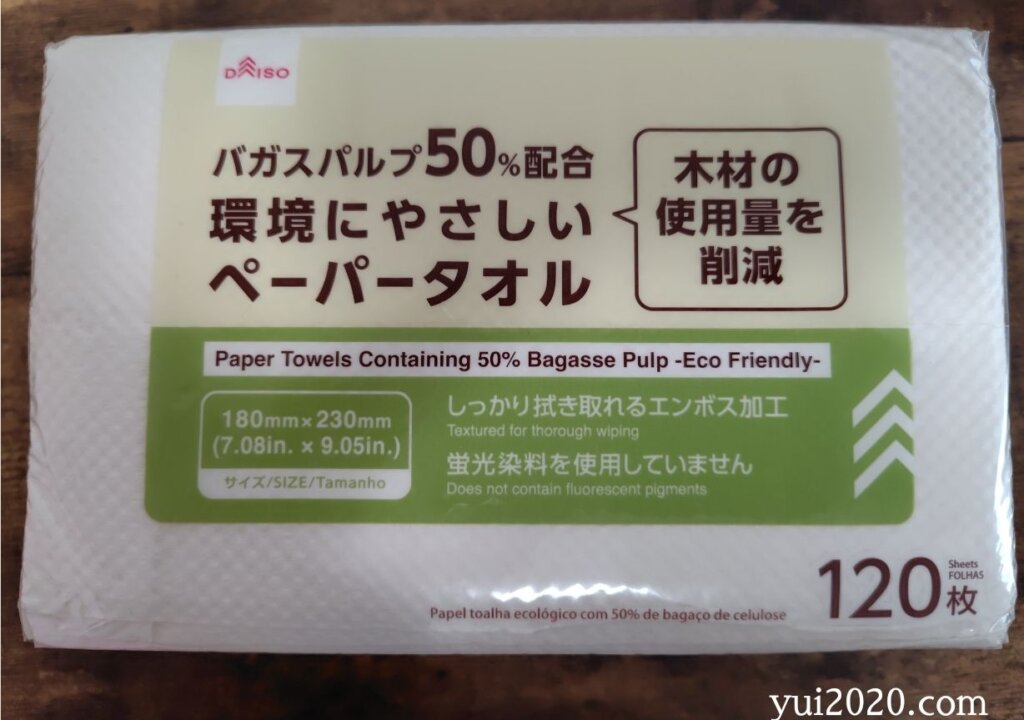 DAISO
バガスパルプ50%配合
環境にやさしい
ペーパータオル
木材の
使用量を
削減
Paper Towels Containing 50% Bagasse Pulp -Eco Friendly-
180mm×230mm
(7.08in. × 9.05in.)
サイズ/SIZE/Tamanho
しっかり拭き取れるエンボス加工
Textured for thorough wiping
蛍光染料を使用していません
Does not contain fluorescent pigments
120枚
Sheets
FOLHAS
Papel toalha ecológico com 50% de bagaço de celulose
yui2020.com